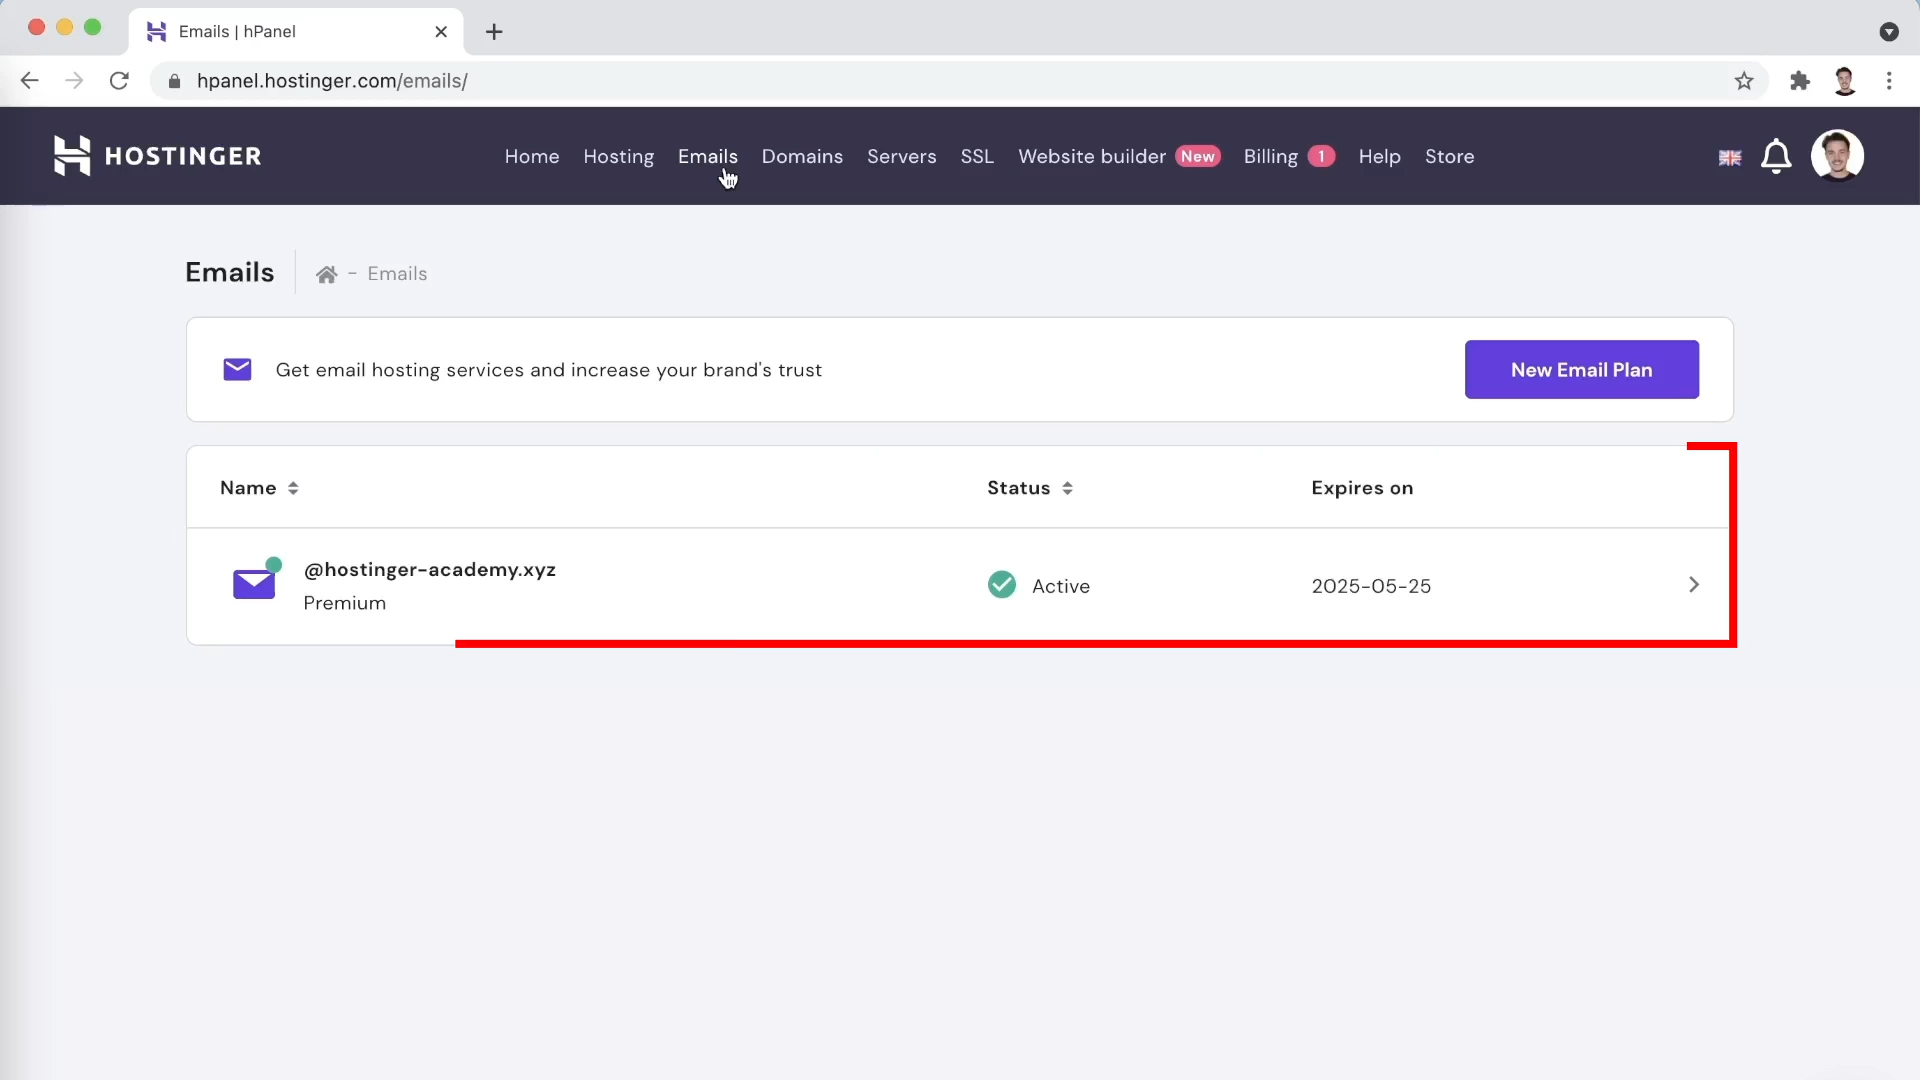 Emails | hPanel
hpanel.hostinger.com/emails/
HOSTINGER
Home Hosting Emails Domains Servers SSL Website builder New Billing 1 Help Store
Emails - Emails
Get email hosting services and increase your brand's trust
New Email Plan
Name Status Expires on
@hostinger-academy.xyz
Premium
Active
2025-05-25